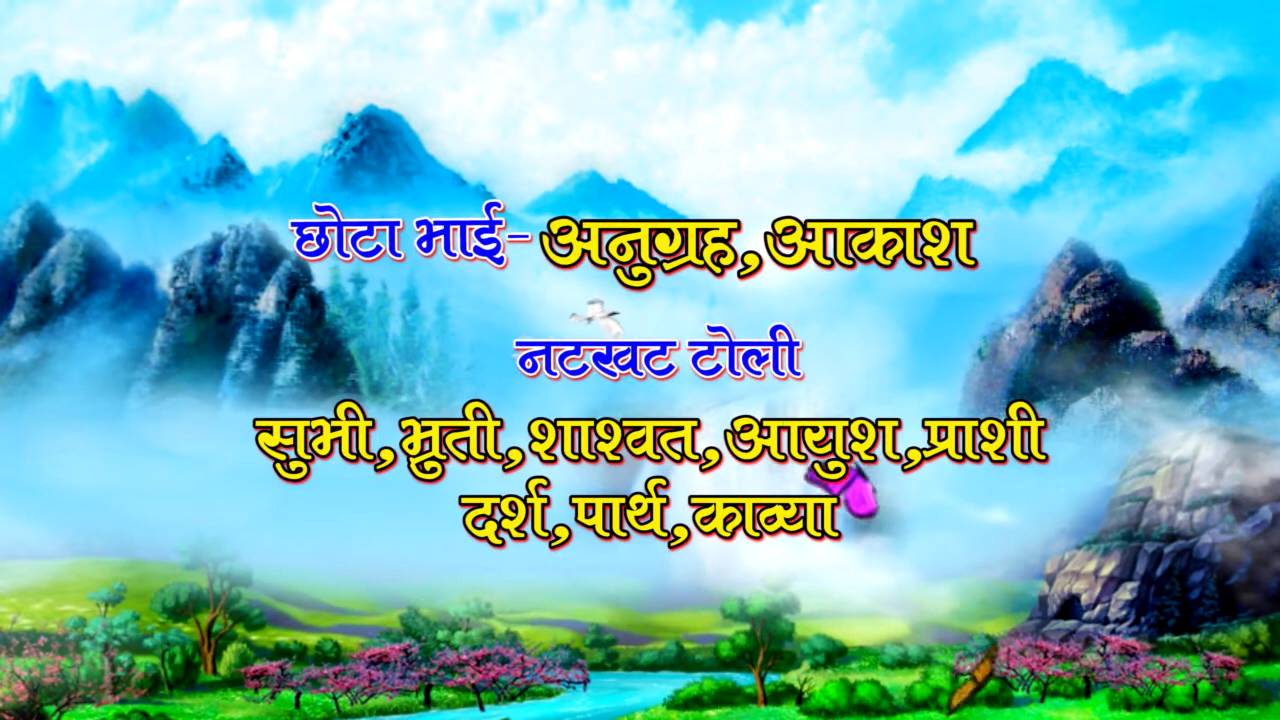 छोटा भाई- अनुग्रह,आकाश
नटखट टोली
सुभी,भ्रुती,शाश्वत,आयुश,प्राशी
दर्श,पार्थ,काव्या